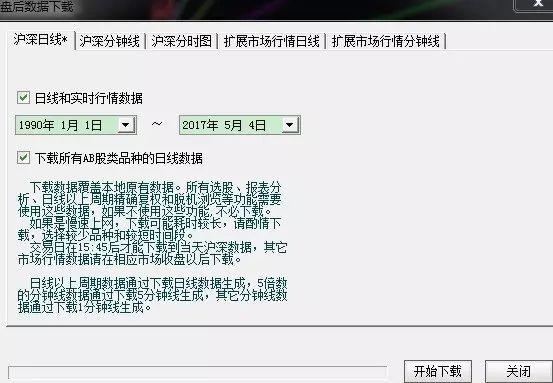 盘后数据下载
沪深日线* 沪深分钟线 沪深分时图 扩展市场行情日线 扩展市场行情分钟线
日线和实时行情数据
1990年 1月 1日 ~ 2017年 5月 4日
下载所有AB股类品种的日线数据
下载数据覆盖本地原有数据。所有选股、报表分
析、日线以上周期精确复权和脱机浏览等功能需要
使用这些数据，如果不使用这些功能,不必下载。
如果是慢速上网，下载可能耗时较长，请酌情下
载，选择较少品种和较短时间段。
交易日在15:45后才能下载到当天沪深数据，其它
市场行情数据请在相应市场收盘以后下载。
日线以上周期数据通过下载日线数据生成，5倍数
的分钟线数据通过下载5分钟线生成，其它分钟线数
据通过下载1分钟线生成。
开始下载 关闭